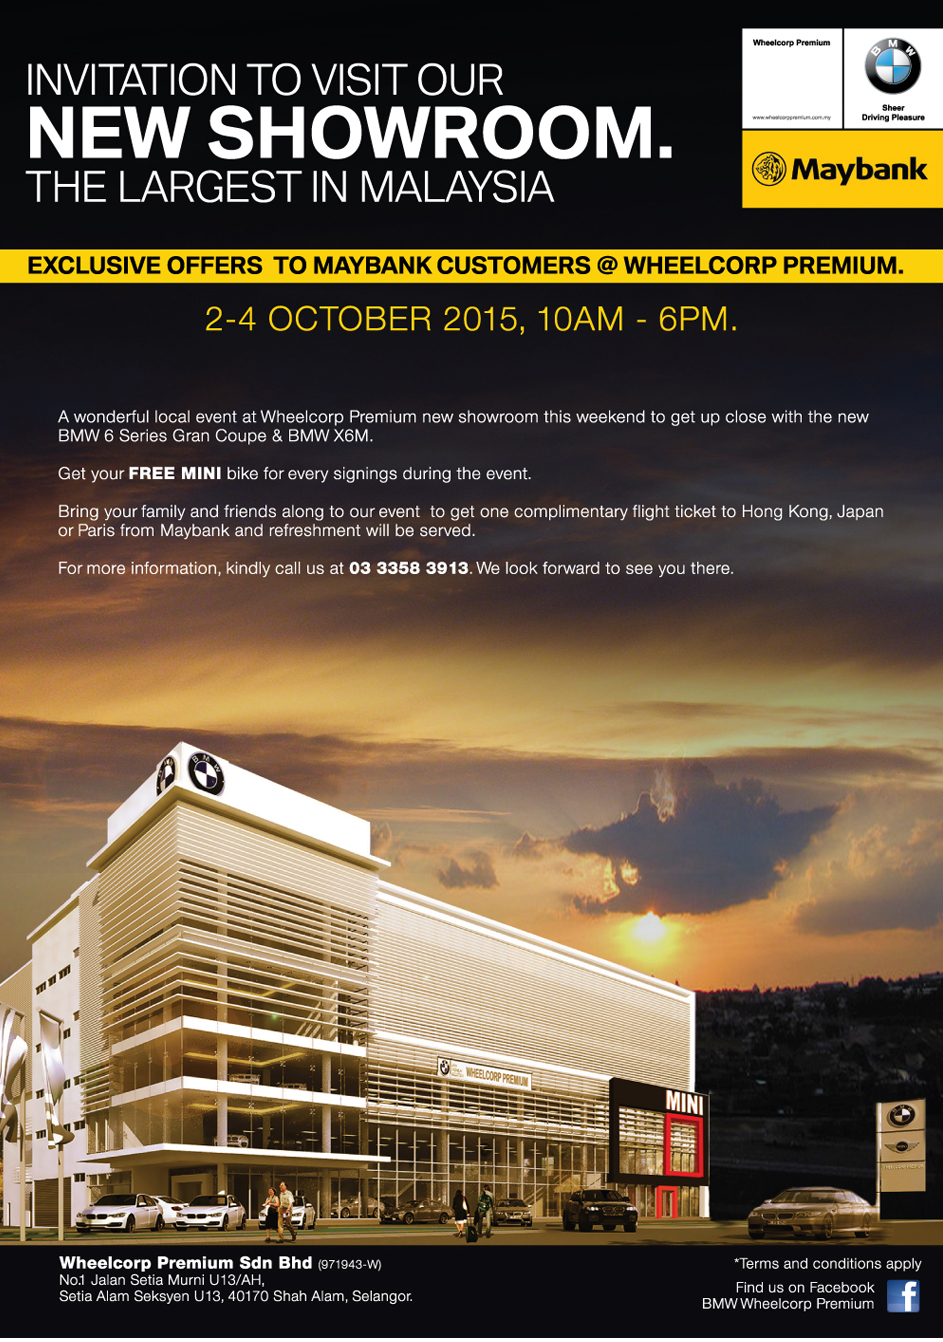 INVITATION TO VISIT OUR
NEW SHOWROOM.
THE LARGEST IN MALAYSIA
Wheelcorp Premium
www.wheelcorppremium.com.my
BMW
Sheer
Driving Pleasure
Maybank
EXCLUSIVE OFFERS TO MAYBANK CUSTOMERS @ WHEELCORP PREMIUM.
2-4 OCTOBER 2015, 10AM - 6PM.
A wonderful local event at Wheelcorp Premium new showroom this weekend to get up close with the new
BMW 6 Series Gran Coupe & BMW X6M.
Get your FREE MINI bike for every signings during the event.
Bring your family and friends along to our event to get one complimentary flight ticket to Hong Kong, Japan
or Paris from Maybank and refreshment will be served.
For more information, kindly call us at 03 3358 3913. We look forward to see you there.
BMW
WHEELCORP PREMIUM
MINI
Wheelcorp Premium Sdn Bhd (971943-W)
No.1 Jalan Setia Murni U13/AH,
Setia Alam Seksyen U13, 40170 Shah Alam, Selangor.
*Terms and conditions apply
Find us on Facebook
BMW Wheelcorp Premium